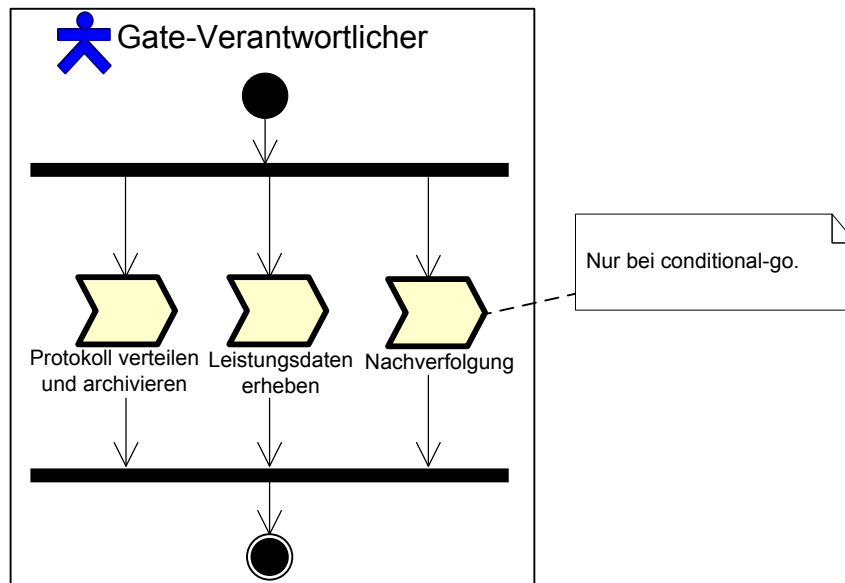 Gate-Verantwortlicher
Nur bei conditional-go.
Protokoll verteilen
und archivieren
Leistungsdaten
erheben
Nachverfolgung